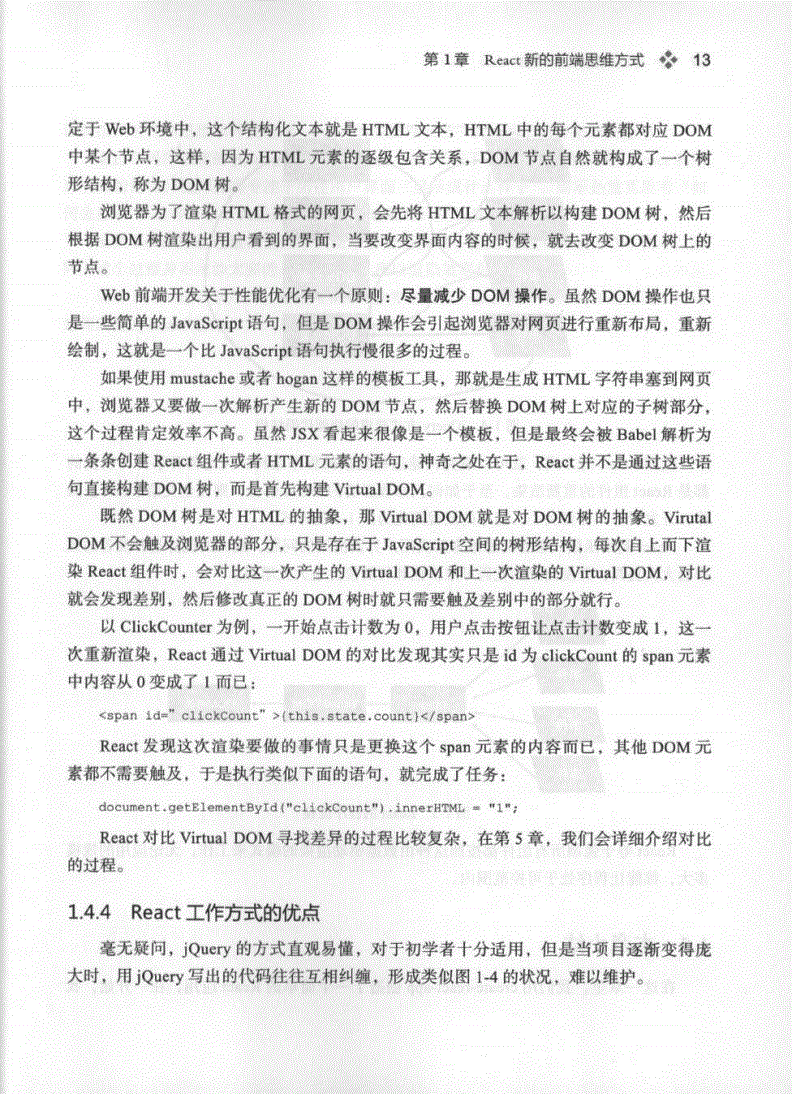 第 1 章 React 新的前端思维方式 ❖ 13
定于 Web 环境中，这个结构化文本就是 HTML 文本，HTML 中的每个元素都对应 DOM
中某个节点，这样，因为 HTML 元素的逐级包含关系，DOM 节点自然就构成了一个树
形结构，称为 DOM 树。
浏览器为了渲染 HTML 格式的网页，会先将 HTML 文本解析以构建 DOM 树，然后
根据 DOM 树渲染出用户看到的界面，当要改变界面内容的时候，就去改变 DOM 树上的
节点。
Web 前端开发关于性能优化有一个原则：尽量减少 DOM 操作。虽然 DOM 操作也只
是一些简单的 JavaScript 语句，但是 DOM 操作会引起浏览器对网页进行重新布局，重新
绘制，这就是一个比 JavaScript 语句执行慢很多的过程。
如果使用 mustache 或者 hogan 这样的模板工具，那就是生成 HTML 字符串塞到网页
中，浏览器又要做一次解析产生新的 DOM 节点，然后替换 DOM 树上对应的子树部分，
这个过程肯定效率不高。虽然 JSX 看起来很像是一个模板，但是最终会被 Babel 解析为
一条条创建 React 组件或者 HTML 元素的语句，神奇之处在于，React 并不是通过这些语
句直接构建 DOM 树，而是首先构建 Virtual DOM。
既然 DOM 树是对 HTML 的抽象，那 Virtual DOM 就是对 DOM 树的抽象。Virutal
DOM 不会触及浏览器的部分，只是存在于 JavaScript 空间的树形结构，每次自上而下渲
染 React 组件时，会对比这一次产生的 Virtual DOM 和上一次渲染的 Virtual DOM，对比
就会发现差别，然后修改真正的 DOM 树时就只需要触及差别中的部分就行。
以 ClickCounter 为例，一开始点击计数为 0，用户点击按钮让点击计数变成 1，这一
次重新渲染，React 通过 Virtual DOM 的对比发现其实只是 id 为 clickCount 的 span 元素
中内容从 0 变成了 1 而已：
<span id=” clickCount” >{this.state.count}</span>
React 发现这次渲染要做的事情只是更换这个 span 元素的内容而已，其他 DOM 元
素都不需要触及，于是执行类似下面的语句，就完成了任务：
document.getElementById("clickCount").innerHTML = "1";
React 对比 Virtual DOM 寻找差异的过程比较复杂，在第 5 章，我们会详细介绍对比
的过程。
1.4.4 React 工作方式的优点
毫无疑问，jQuery 的方式直观易懂，对于初学者十分适用，但是当项目逐渐变得庞
大时，用 jQuery 写出的代码往往互相纠缠，形成类似图 1-4 的状况，难以维护。